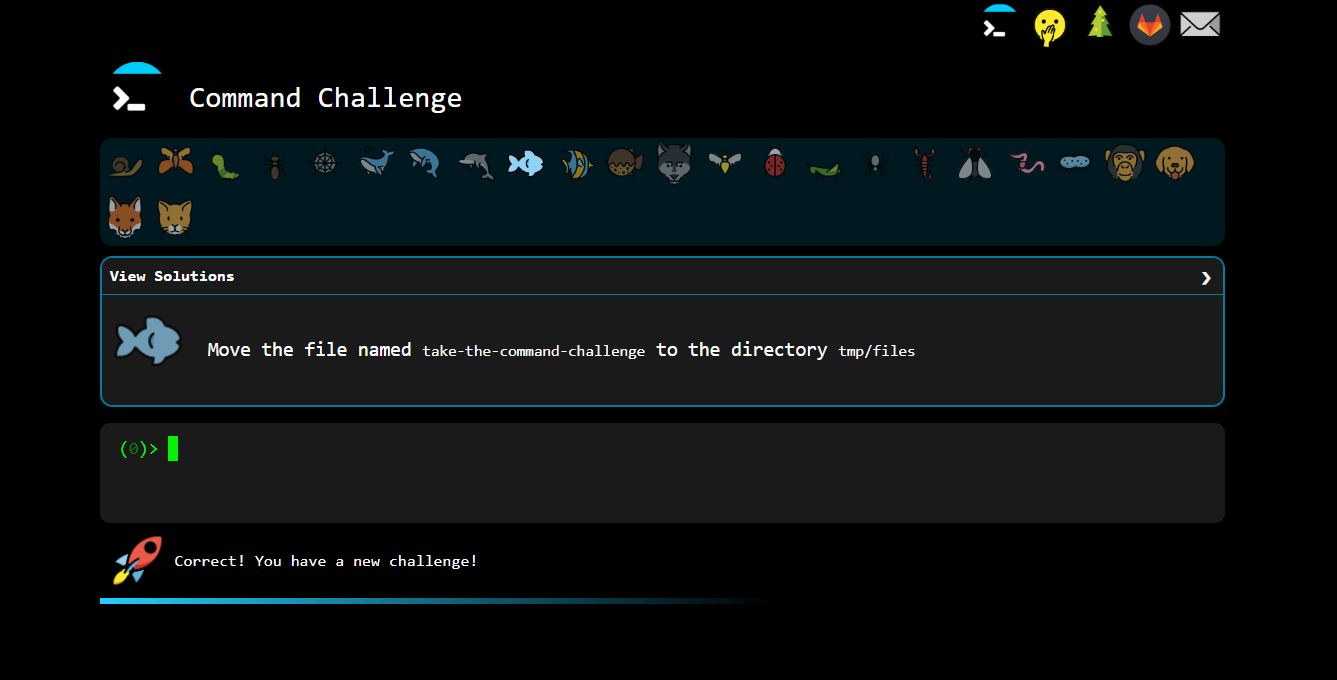 Command Challenge
View Solutions
Move the file named take-the-command-challenge to the directory tmp/files
(0)>
Correct! You have a new challenge!